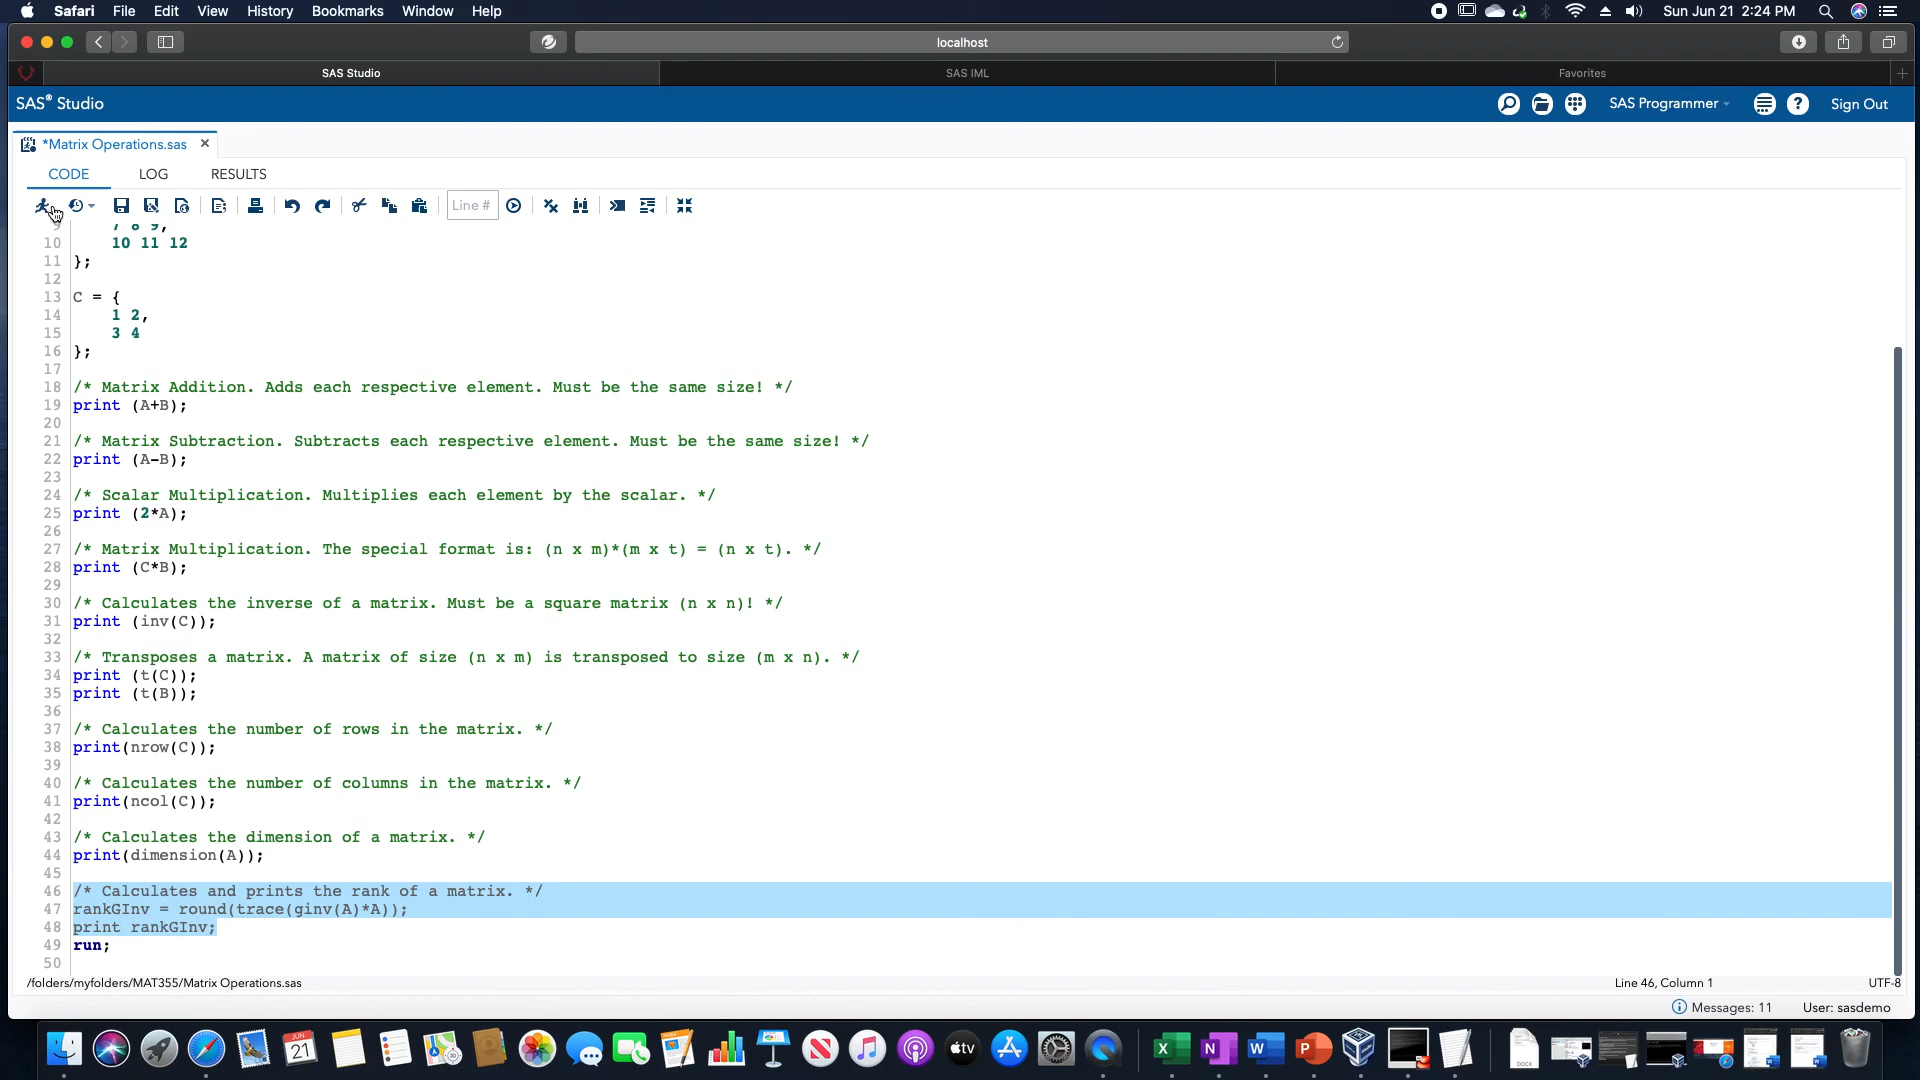 Safari File Edit View History Bookmarks Window Help Sun Jun 21 2:24 PM
localhost
SAS Studio SAS IML Favorites
SAS® Studio SAS Programmer Sign Out
*Matrix Operations.sas
CODE LOG RESULTS
Line #
9 7 8 9,
10 10 11 12
11 };
12
13 C = {
14 1 2,
15 3 4
16 };
17
18 /* Matrix Addition. Adds each respective element. Must be the same size! */
19 print (A+B);
20
21 /* Matrix Subtraction. Subtracts each respective element. Must be the same size! */
22 print (A-B);
23
24 /* Scalar Multiplication. Multiplies each element by the scalar. */
25 print (2*A);
26
27 /* Matrix Multiplication. The special format is: (n x m)*(m x t) = (n x t). */
28 print (C*B);
29
30 /* Calculates the inverse of a matrix. Must be a square matrix (n x n)! */
31 print (inv(C));
32
33 /* Transposes a matrix. A matrix of size (n x m) is transposed to size (m x n). */
34 print (t(C));
35 print (t(B));
36
37 /* Calculates the number of rows in the matrix. */
38 print(nrow(C));
39
40 /* Calculates the number of columns in the matrix. */
41 print(ncol(C));
42
43 /* Calculates the dimension of a matrix. */
44 print(dimension(A));
45
46 /* Calculates and prints the rank of a matrix. */
47 rankGInv = round(trace(ginv(A)*A));
48 print rankGInv;
49 run;
50
/folders/myfolders/MAT355/Matrix Operations.sas Line 46, Column 1 UTF-8
Messages: 11 User: sasdemo
JUN
21
tv
X N W P
DOCX